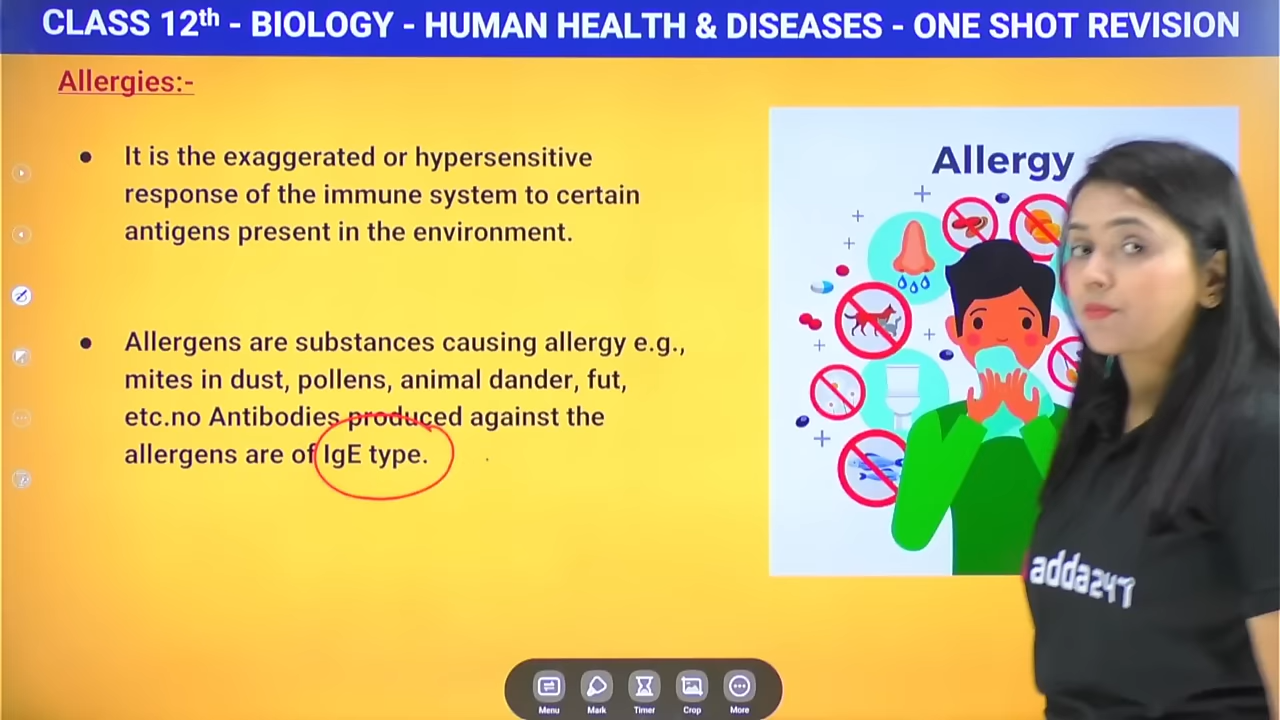 CLASS 12th - BIOLOGY - HUMAN HEALTH & DISEASES - ONE SHOT REVISION
Allergies:-
It is the exaggerated or hypersensitive
response of the immune system to certain
antigens present in the environment.
Allergens are substances causing allergy e.g.,
mites in dust, pollens, animal dander, fut,
etc.no Antibodies produced against the
allergens are of IgE type.
Allergy
adda247
Menu Mark Timer Crop More